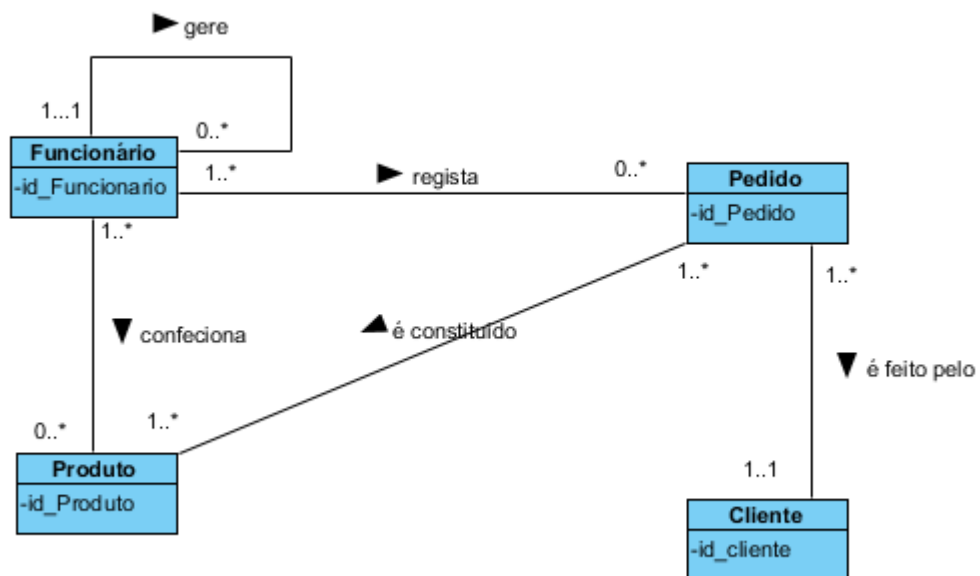 gere
1...1
0..*
Funcionário
-id_Funcionario
1..*
regista
0..*
Pedido
-id_Pedido
1..*
1..*
1..*
confeciona
é constituído
é feito pelo
0..*
1..*
Produto
-id_Produto
1..1
Cliente
-id_cliente